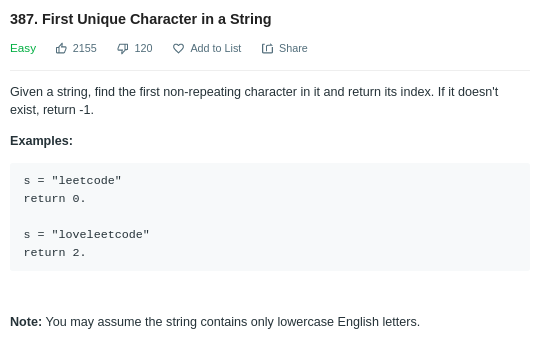 387. First Unique Character in a String
Easy 2155 120 Add to List Share
Given a string, find the first non-repeating character in it and return its index. If it doesn't
exist, return -1.
Examples:
s = "leetcode"
return 0.
s = "loveleetcode"
return 2.
Note: You may assume the string contains only lowercase English letters.